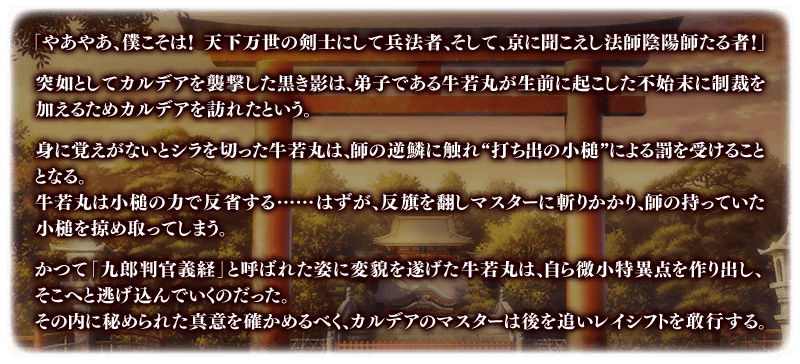 「やあやあ、僕こそは！ 天下万世の剣士にして兵法者、そして、京に聞こえし法師陰陽師たる者！」
突如としてカルデアを襲撃した黒き影は、弟子である牛若丸が生前に起こした不始末に制裁を
加えるためカルデアを訪れたという。
身に覚えがないとシラを切った牛若丸は、師の逆鱗に触れ“打ち出の小槌”による罰を受けること
となる。
牛若丸は小槌の力で反省する……はずが、反旗を翻しマスターに斬りかかり、師の持っていた
小槌を掠め取ってしまう。
かつて「九郎判官義経」と呼ばれた姿に変貌を遂げた牛若丸は、自ら微小特異点を作り出し、
そこへと逃げ込んでいくのだった。
その内に秘められた真意を確かめるべく、カルデアのマスターは後を追いレイシフトを敢行する。